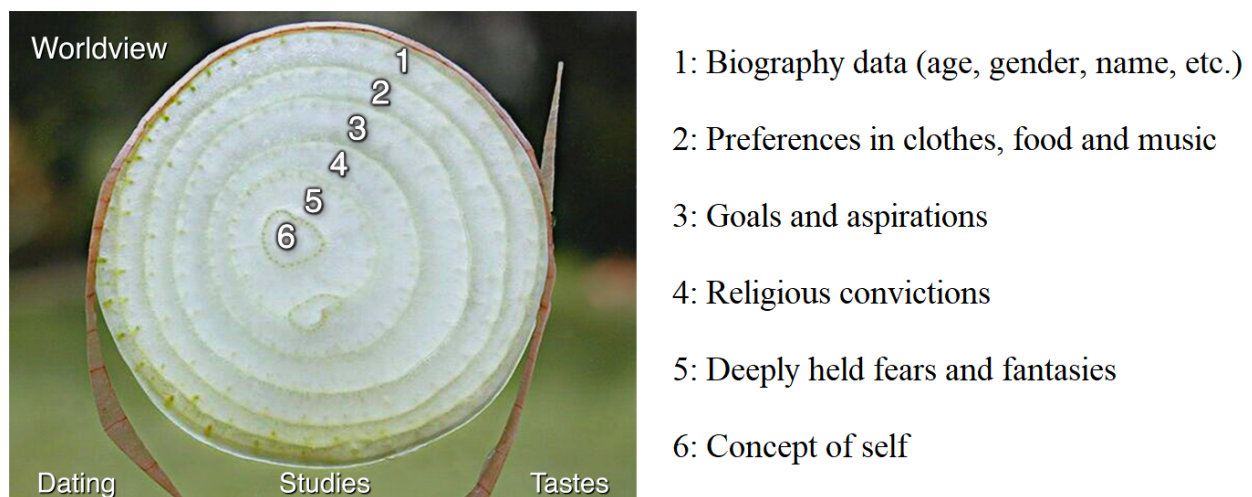 Worldview
1
2
3
4
5
6
Dating Studies Tastes
1: Biography data (age, gender, name, etc.)
2: Preferences in clothes, food and music
3: Goals and aspirations
4: Religious convictions
5: Deeply held fears and fantasies
6: Concept of self